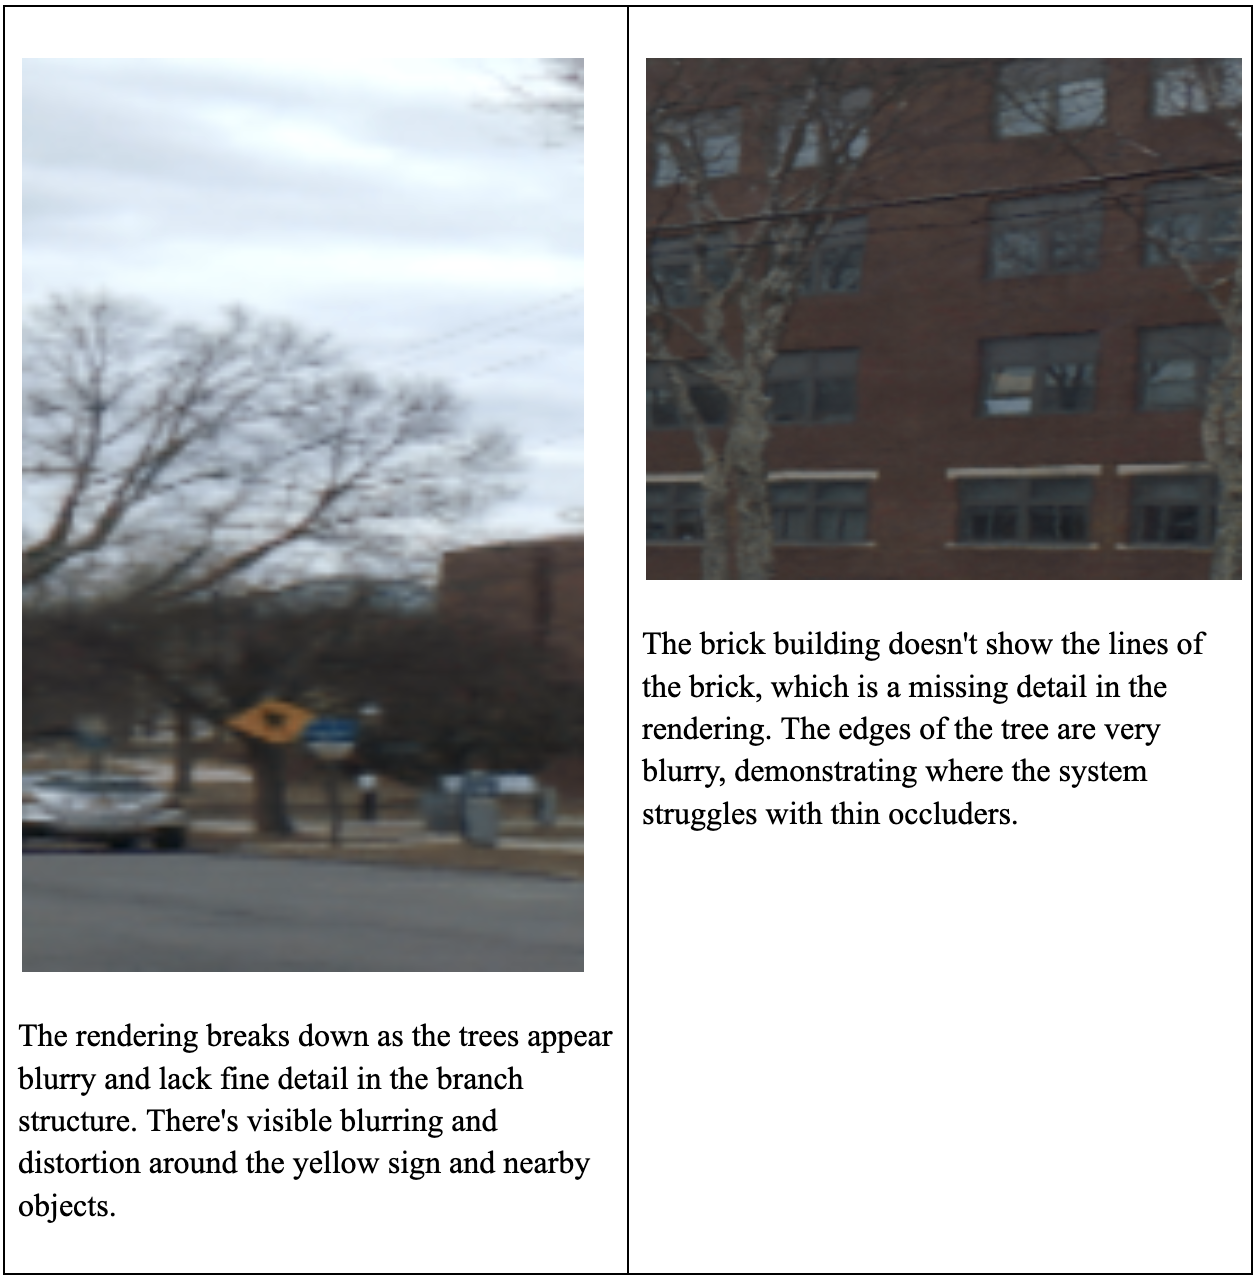 The rendering breaks down as the trees appear
blurry and lack fine detail in the branch
structure. There's visible blurring and
distortion around the yellow sign and nearby
objects.
The brick building doesn't show the lines of
the brick, which is a missing detail in the
rendering. The edges of the tree are very
blurry, demonstrating where the system
struggles with thin occluders.